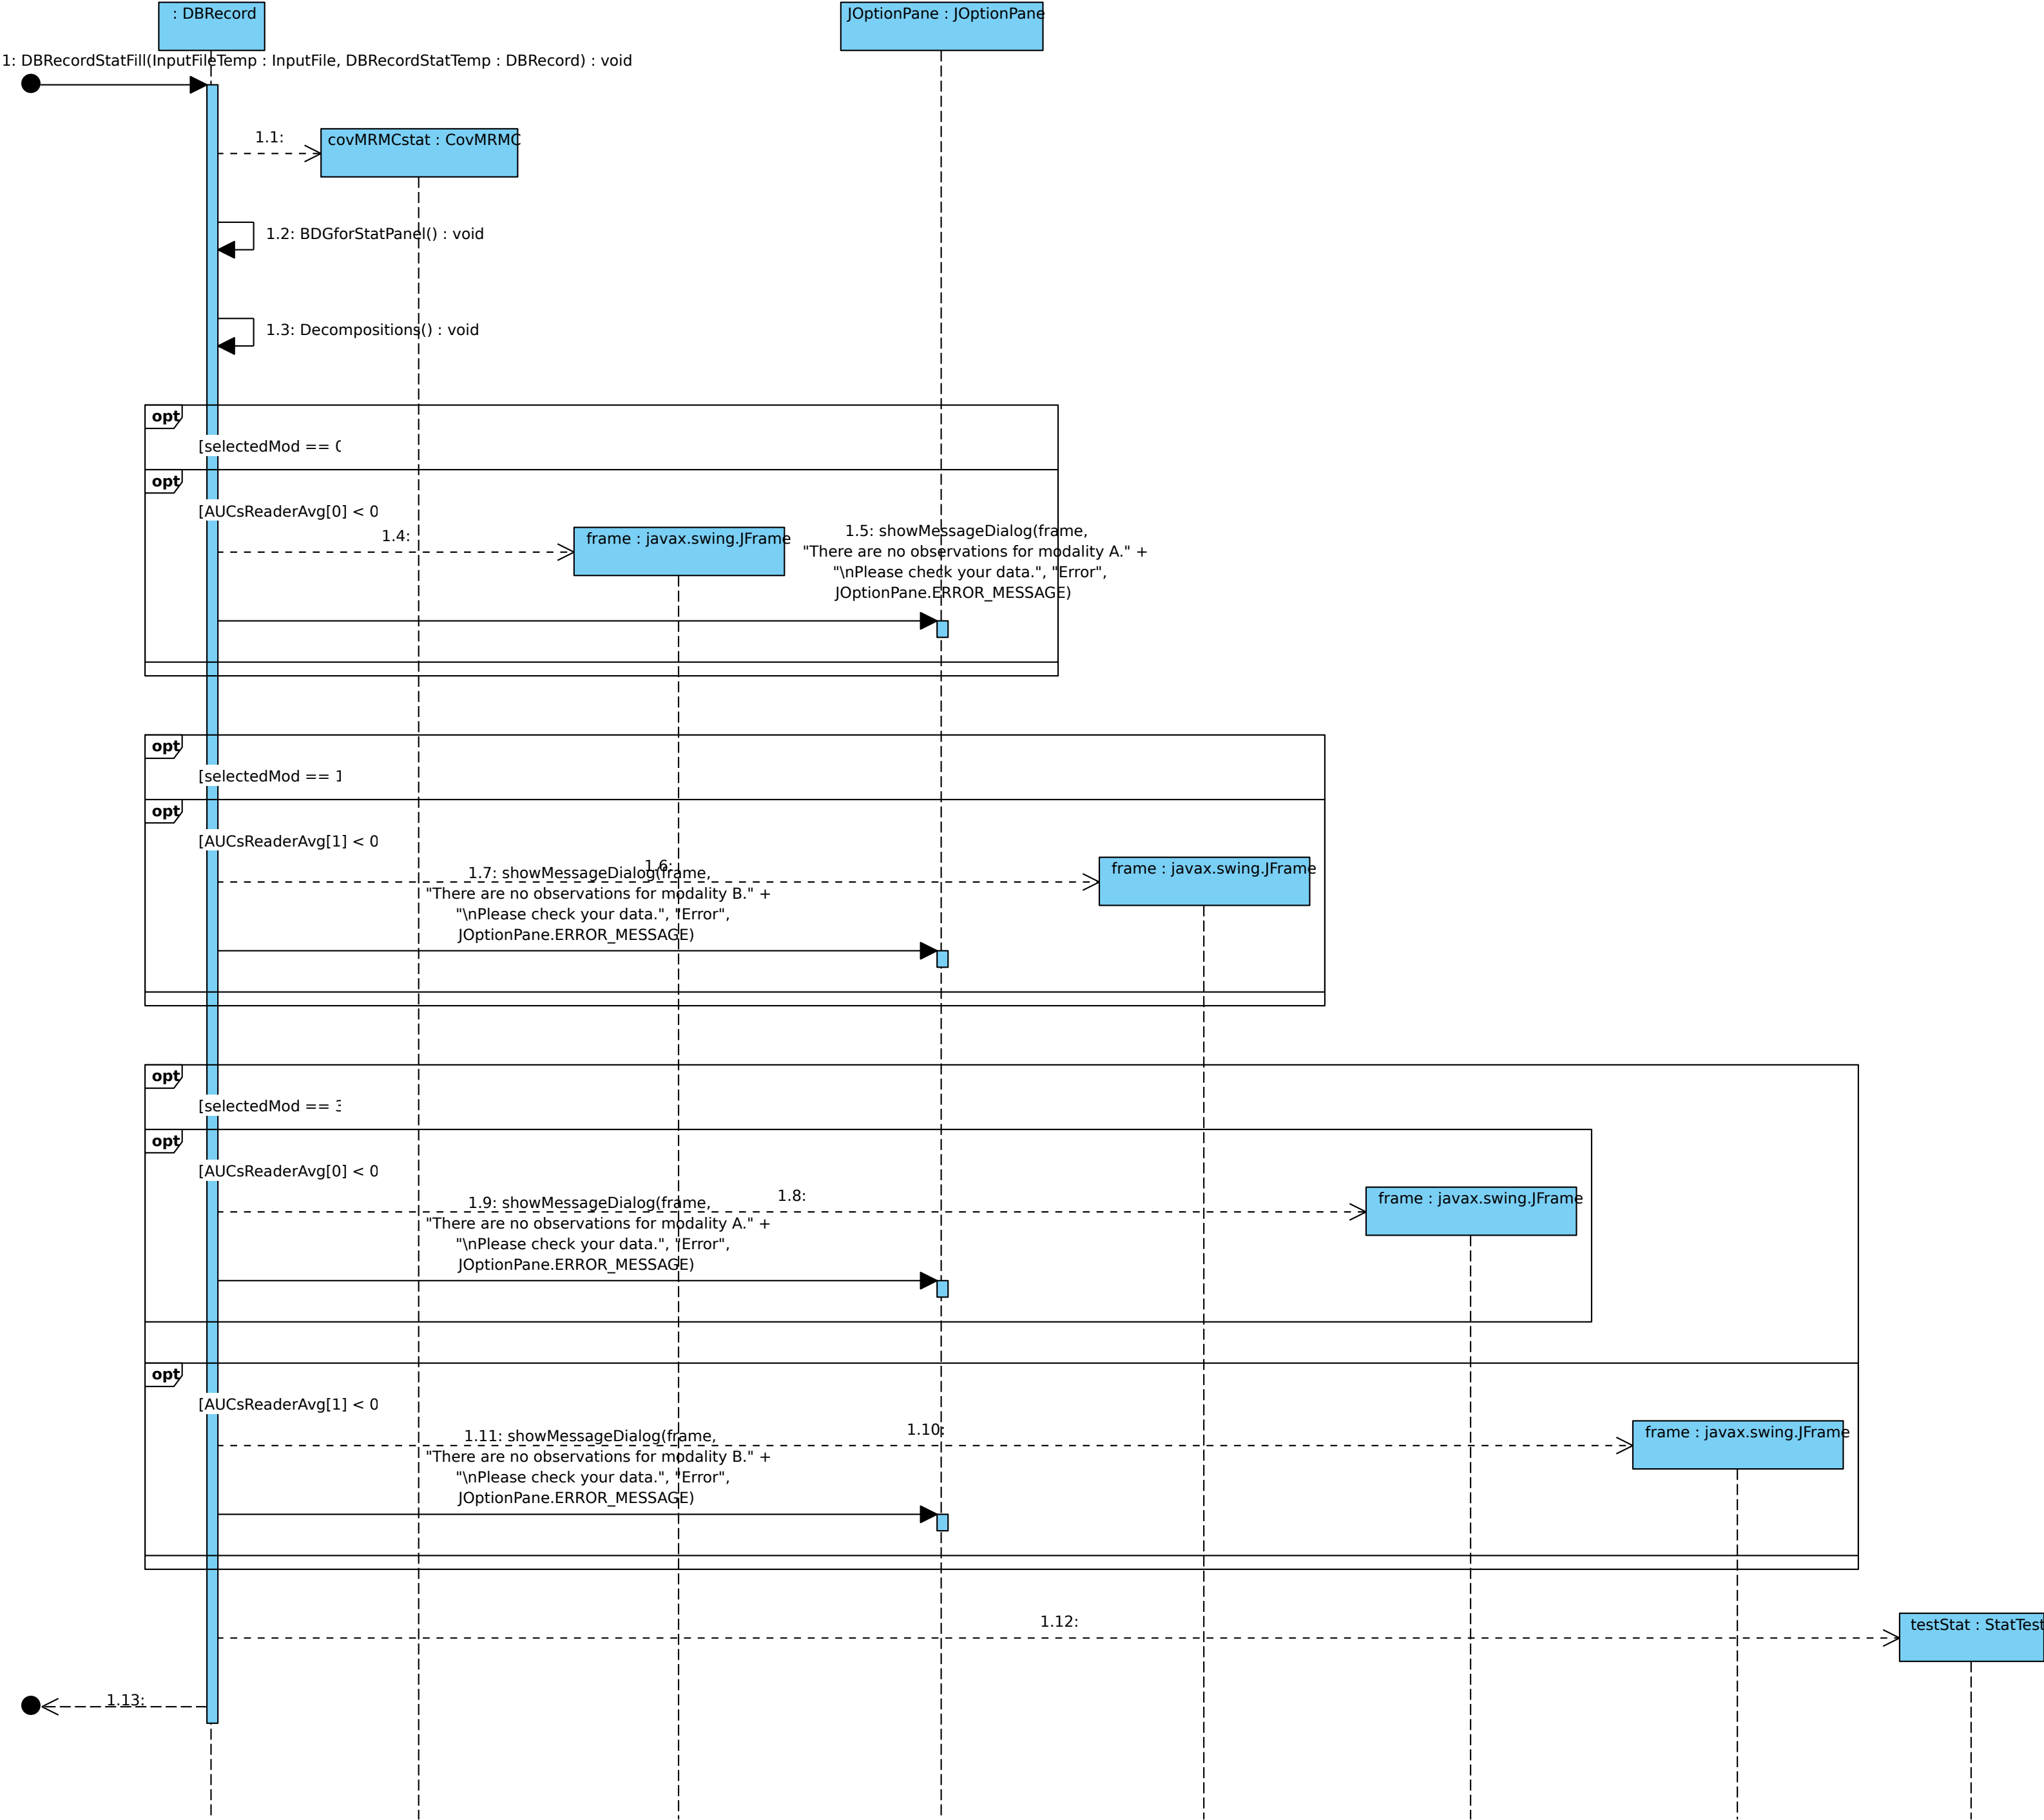 : DBRecord
JOptionPane : JOptionPane
1: DBRecordStatFill(InputFileTemp : InputFile, DBRecordStatTemp : DBRecord) : void
1.1:
covMRMCstat : CovMRMC
1.2: BDGforStatPanel() : void
1.3: Decompositions() : void
opt
[selectedMod == 0
opt
[AUCsReaderAvg[0] < 0
1.4:
frame : javax.swing.JFrame
1.5: showMessageDialog(frame,
"There are no observations for modality A." +
"\nPlease check your data.", "Error",
JOptionPane.ERROR_MESSAGE)
opt
[selectedMod == 1
opt
[AUCsReaderAvg[1] < 0
1.6:
frame : javax.swing.JFrame
1.7: showMessageDialog(frame,
"There are no observations for modality B." +
"\nPlease check your data.", "Error",
JOptionPane.ERROR_MESSAGE)
opt
[selectedMod == 3
opt
[AUCsReaderAvg[0] < 0
1.8:
frame : javax.swing.JFrame
1.9: showMessageDialog(frame,
"There are no observations for modality A." +
"\nPlease check your data.", "Error",
JOptionPane.ERROR_MESSAGE)
opt
[AUCsReaderAvg[1] < 0
1.10:
frame : javax.swing.JFrame
1.11: showMessageDialog(frame,
"There are no observations for modality B." +
"\nPlease check your data.", "Error",
JOptionPane.ERROR_MESSAGE)
1.12:
testStat : StatTest
1.13: